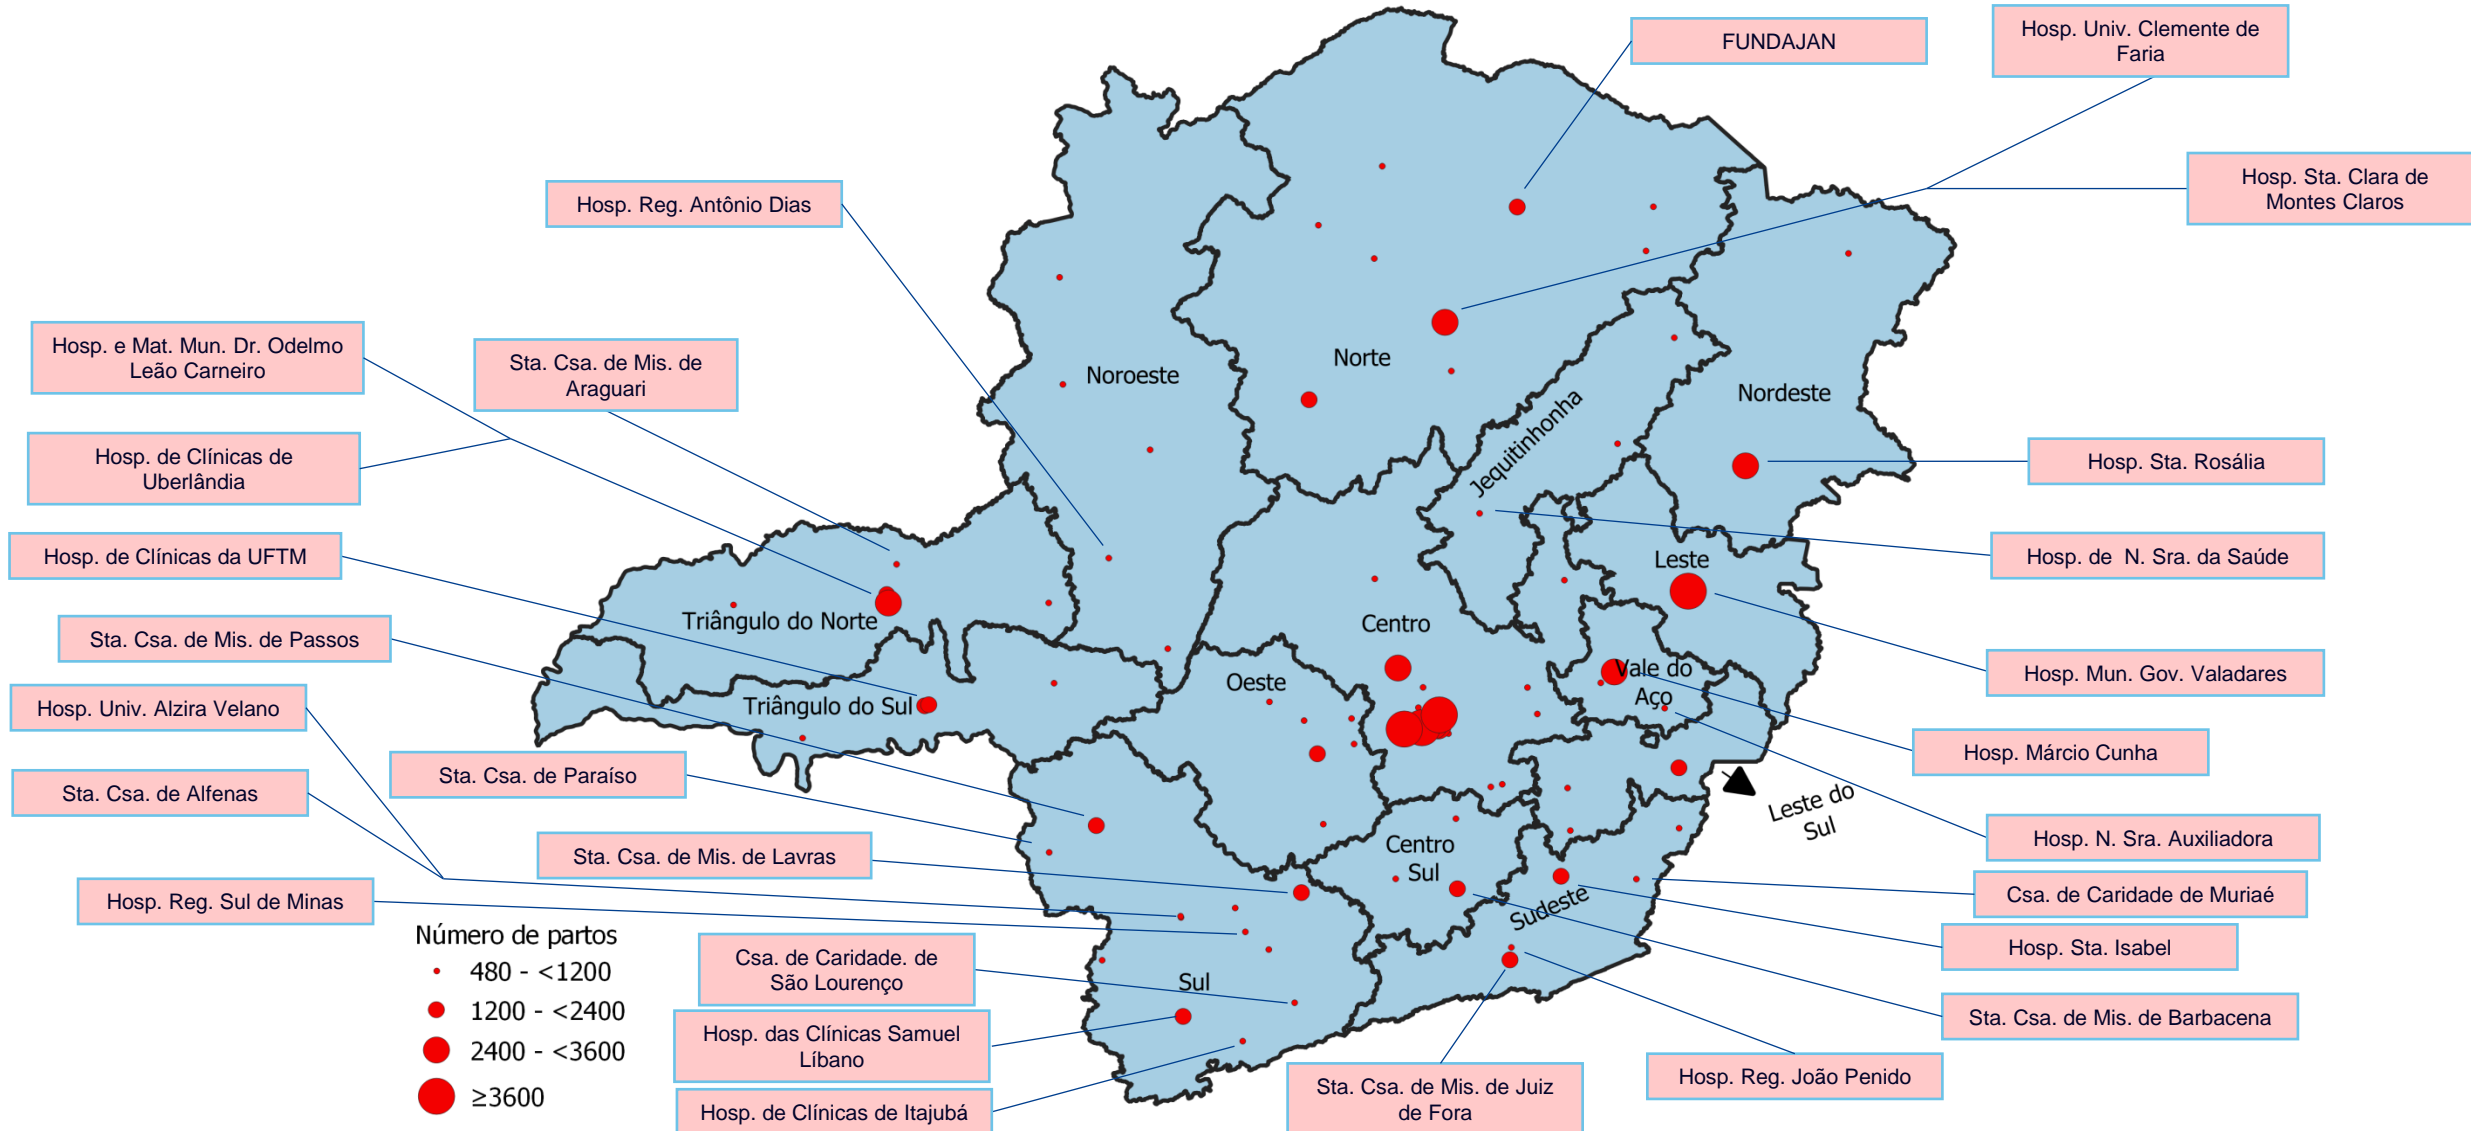 FUNDAJAN
Hosp. Univ. Clemente de
Faria
Hosp. Sta. Clara de
Montes Claros
Hosp. Reg. Antônio Dias
Hosp. e Mat. Mun. Dr. Odelmo
Leão Carneiro
Sta. Csa. de Mis. de
Araguari
Hosp. de Clínicas de
Uberlândia
Hosp. de Clínicas da UFTM
Sta. Csa. de Mis. de Passos
Hosp. Univ. Alzira Velano
Sta. Csa. de Alfenas
Sta. Csa. de Paraíso
Sta. Csa. de Mis. de Lavras
Hosp. Reg. Sul de Minas
Csa. de Caridade. de
São Lourenço
Hosp. das Clínicas Samuel
Líbano
Hosp. de Clínicas de Itajubá
Noroeste
Norte
Nordeste
Jequitinhonha
Leste
Centro
Triângulo do Norte
Triângulo do Sul
Oeste
Vale do
Aço
Centro
Sul
Sudeste
Sul
Leste do
Sul
Hosp. Sta. Rosália
Hosp. de  N. Sra. da Saúde
Hosp. Mun. Gov. Valadares
Hosp. Márcio Cunha
Hosp. N. Sra. Auxiliadora
Csa. de Caridade de Muriaé
Hosp. Sta. Isabel
Sta. Csa. de Mis. de Barbacena
Hosp. Reg. João Penido
Sta. Csa. de Mis. de Juiz
de Fora
Número de partos
480 - <1200
1200 - <2400
2400 - <3600
≥3600